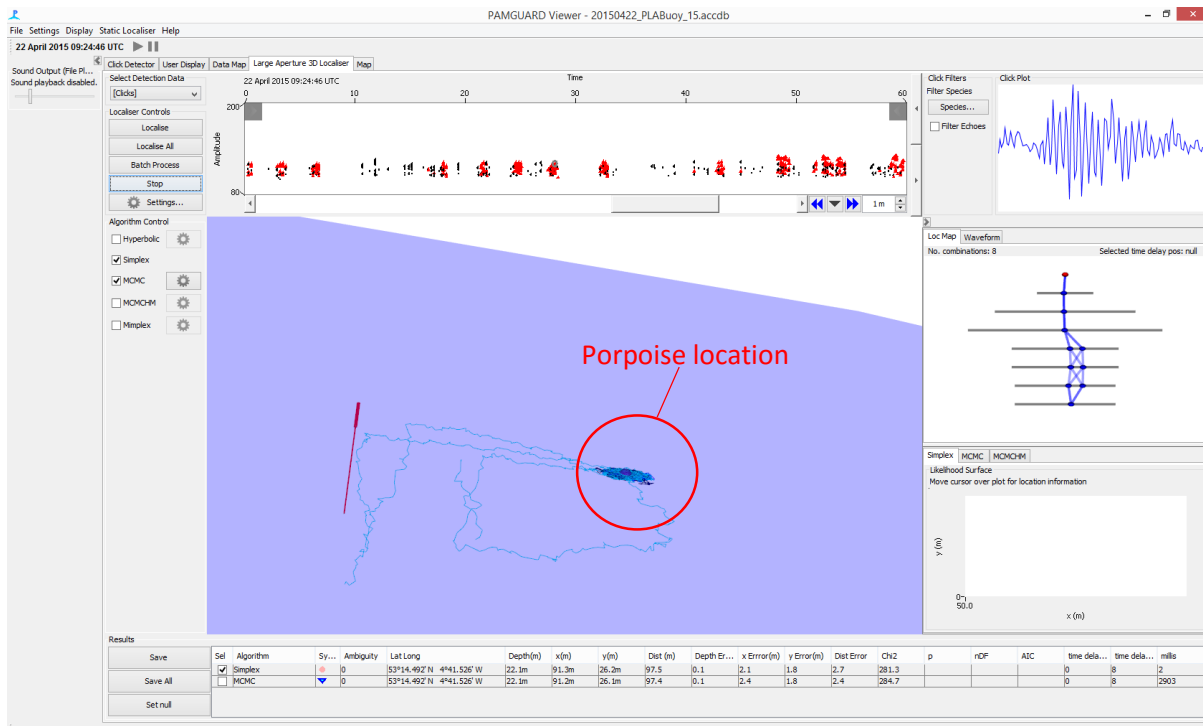 PAMGUARD Viewer - 20150422_PLABuoy_15.accdb
File Settings Display Static Localiser Help
22 April 2015 09:24:46 UTC
Sound Output (File Pl...
Sound playback disabled.
Click Detector User Display Data Map Large Aperture 3D Localiser Map
Select Detection Data
[Clicks]
Localiser Controls
Localise
Localise All
Batch Process
Stop
Settings...
Algorithm Control
Hyperbolic
Simplex
MCMC
MCMCHM
Mimplex
22 April 2015 09:24:46 UTC
Time
0 10 20 30 40 50 60
200
Amplitude
80
1 m
Porpoise location
Click Filters
Filter Species
Species...
Filter Echoes
Click Plot
Loc Map Waveform
No. combinations: 8 Selected time delay pos: null
Simplex MCMC MCMCHM
Likelihood Surface
Move cursor over plot for location information
y (m)
0
50.0
x (m)
Results
Save
Save All
Set null
Sel Algorithm Sy... Ambiguity Lat Long Depth(m) x(m) y(m) Dist (m) Depth Er... x Errror(m) y Error(m) Dist Error Chi2 p nDF AIC time dela... time dela... millis
Simplex 0 53°14.492' N 4°41.526' W 22.1m 91.3m 26.2m 97.5 0.1 2.1 1.8 2.7 281.3 0 8 2
MCMC 0 53°14.492' N 4°41.526' W 22.1m 91.2m 26.1m 97.4 0.1 2.4 1.8 2.4 284.7 0 8 2903